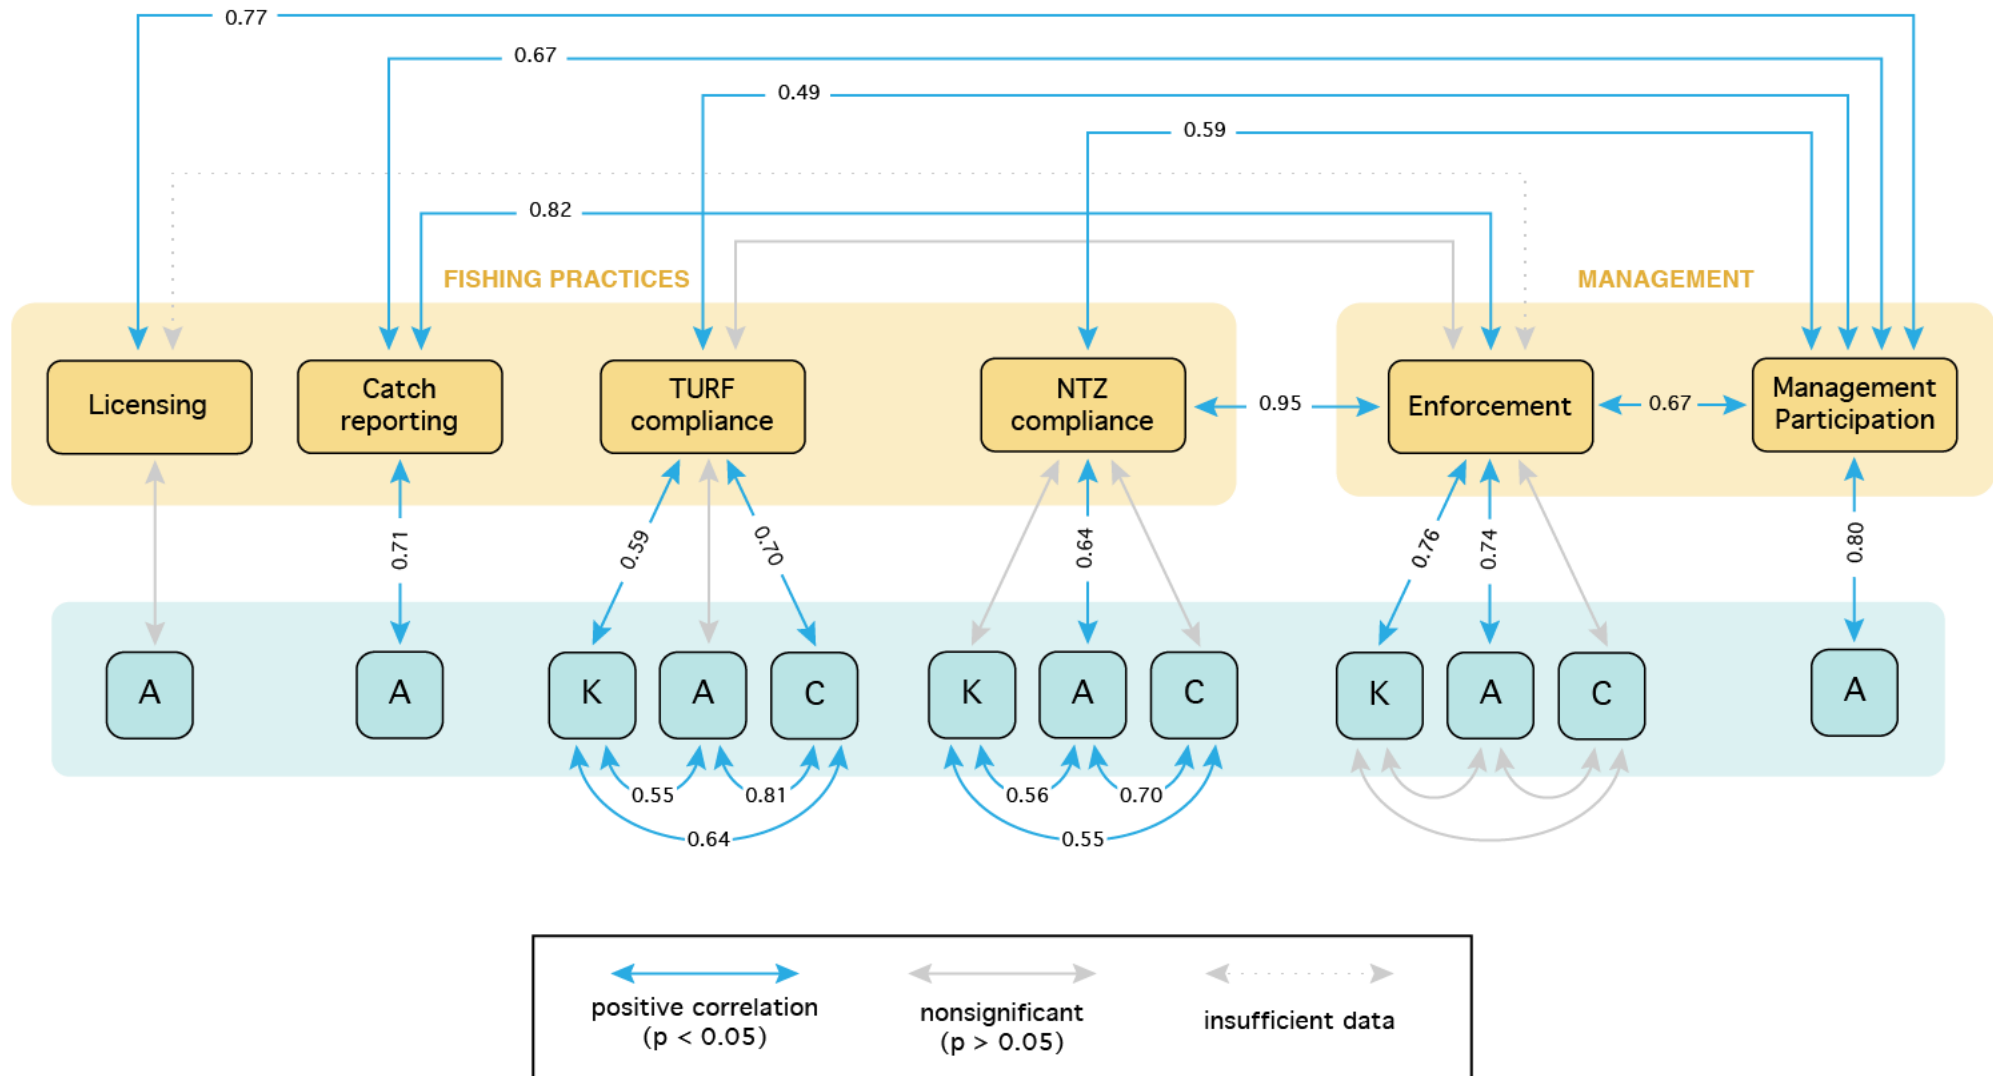 0.77
0.67
0.49
0.59
0.82
FISHING PRACTICES
MANAGEMENT
Licensing
Catch
reporting
TURF
compliance
NTZ
compliance
0.95
Enforcement
0.67
Management
Participation
0.71
0.59
0.70
0.64
0.76
0.74
0.80
A
A
K
A
C
K
A
C
K
A
C
A
0.55
0.81
0.64
0.56
0.70
0.55
positive correlation
(p < 0.05)
nonsignificant
(p > 0.05)
insufficient data